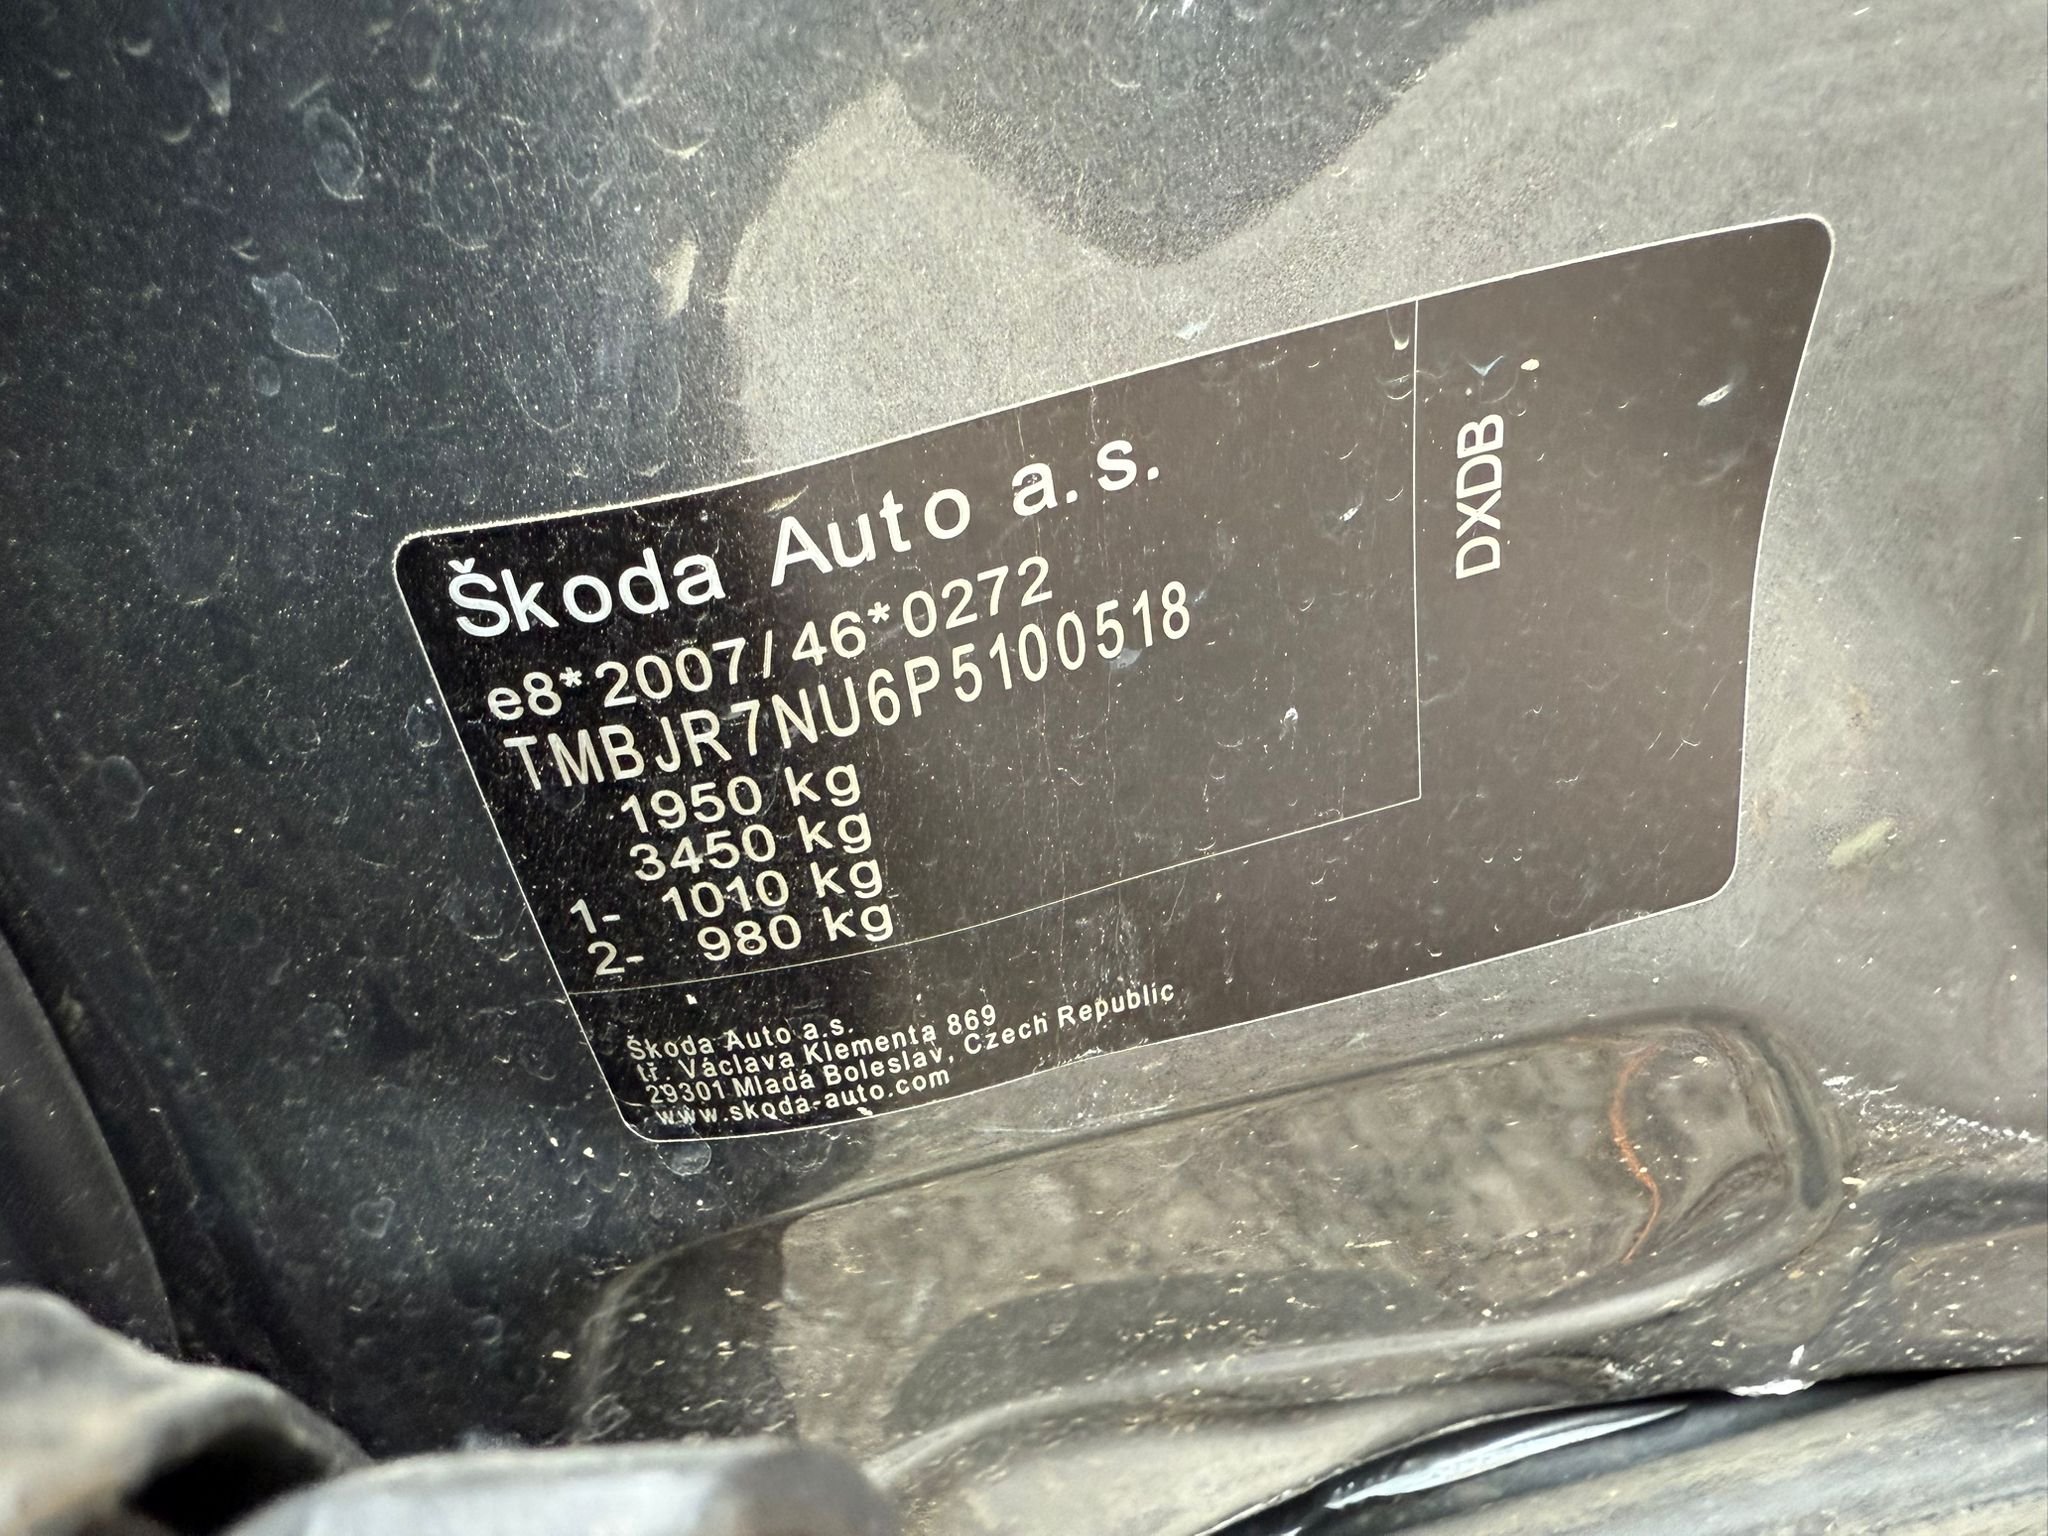 Škoda Auto a.s.
e8*2007/46*0272
TMBJR7NU6P5100518
1950 kg
3450 kg
1- 1010 kg
2- 980 kg
DXDB
Škoda Auto a.s.
tř. Václava Klementa 869
29301 Mladá Boleslav, Czech Republic
www.skoda-auto.com